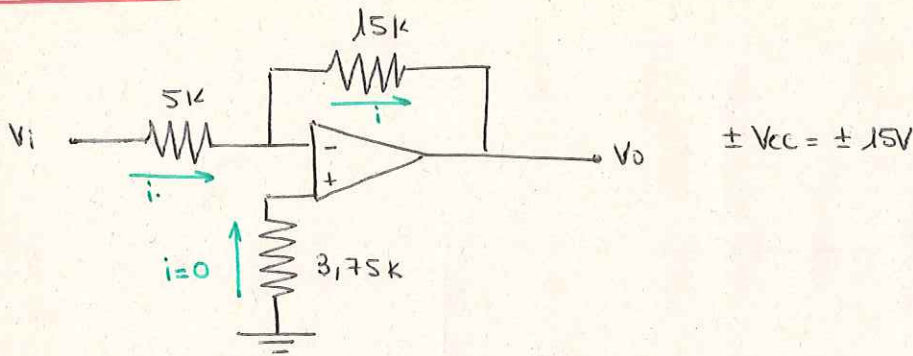 15K
5K
i
Vi
-
Vo
± Vcc = ± 15V
i.
+
i=0
3,75K